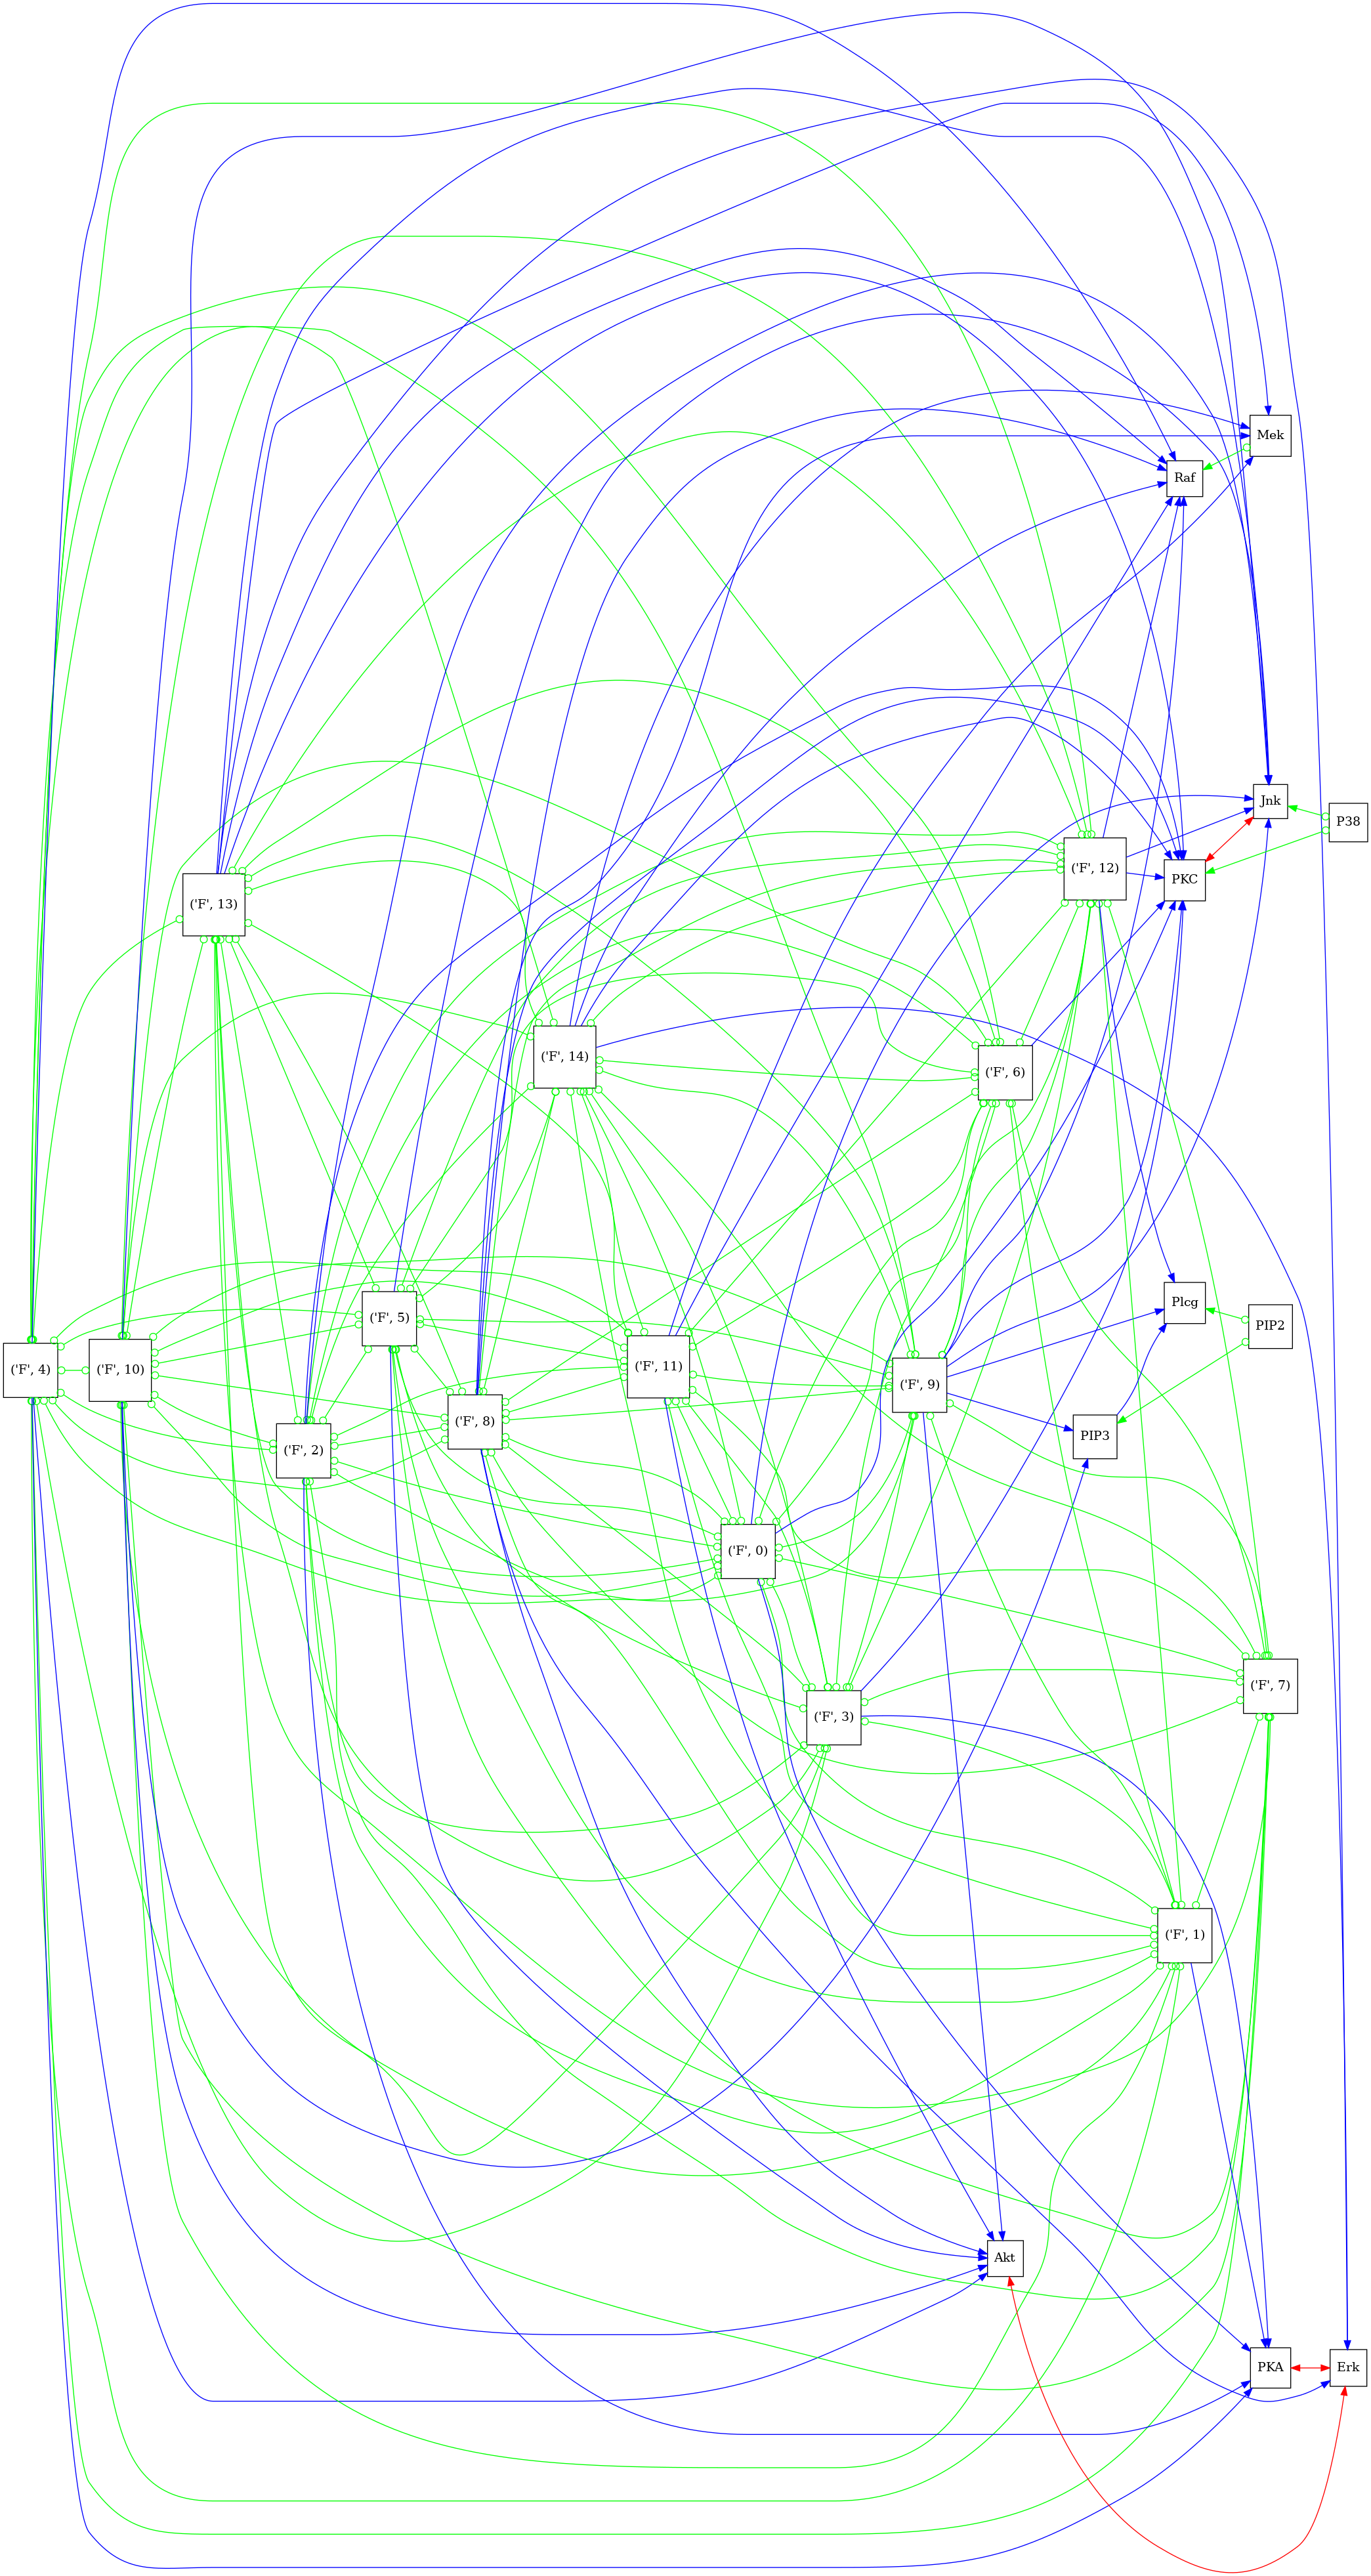 Mek
Raf
Jnk
P38
('F', 12)
PKC
('F', 13)
('F', 14)
('F', 6)
Plcg
('F', 5)
PIP2
('F', 4)
('F', 10)
('F', 11)
('F', 9)
('F', 8)
PIP3
('F', 2)
('F', 0)
('F', 7)
('F', 3)
('F', 1)
Akt
PKA
Erk